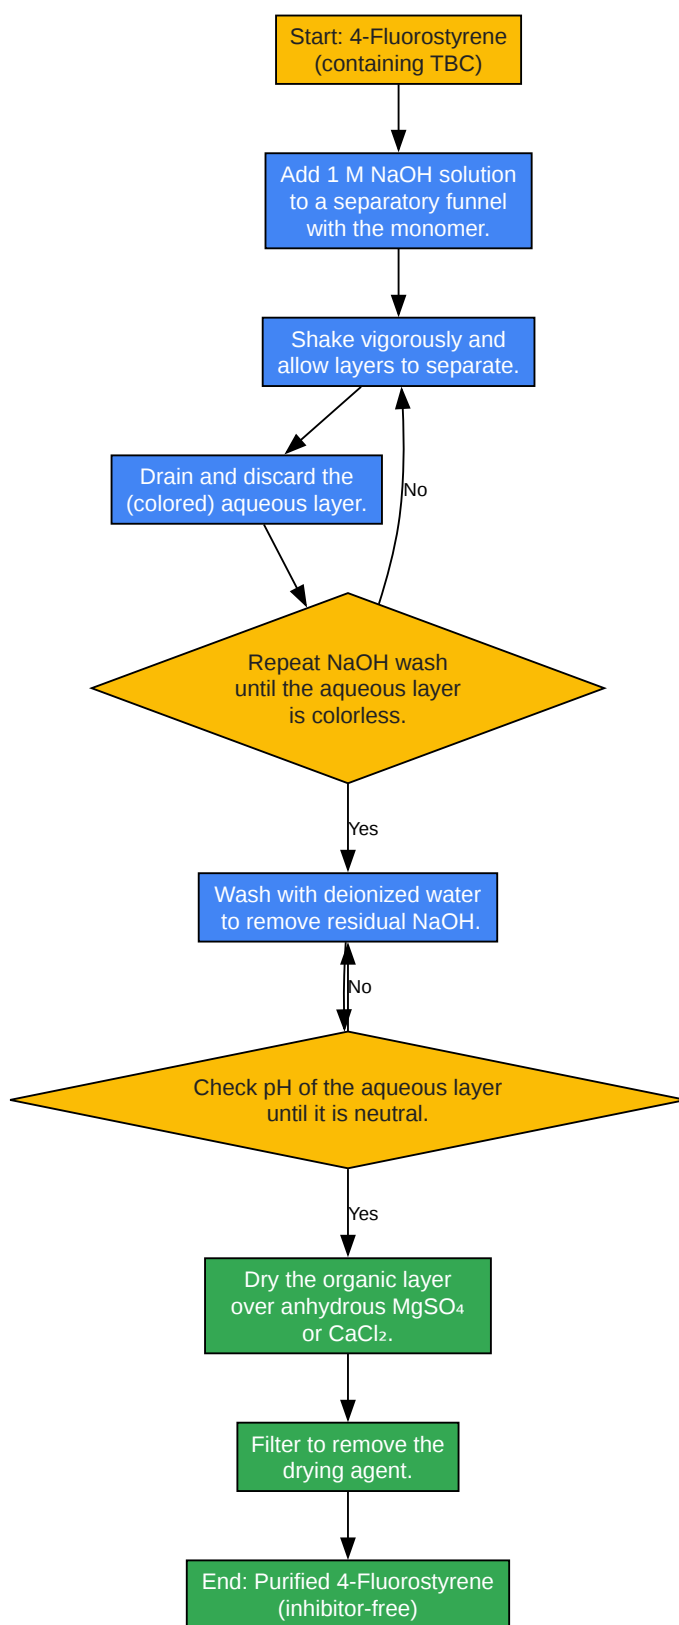 Start: 4-Fluorostyrene
(containing TBC)
Add 1 M NaOH solution
to a separatory funnel
with the monomer.
Shake vigorously and
allow layers to separate.
Drain and discard the
(colored) aqueous layer.
No
Repeat NaOH wash
until the aqueous layer
is colorless.
Yes
Wash with deionized water
to remove residual NaOH.
No
Check pH of the aqueous layer
until it is neutral.
Yes
Dry the organic layer
over anhydrous MgSO₄
or CaCl₂.
Filter to remove the
drying agent.
End: Purified 4-Fluorostyrene
(inhibitor-free)